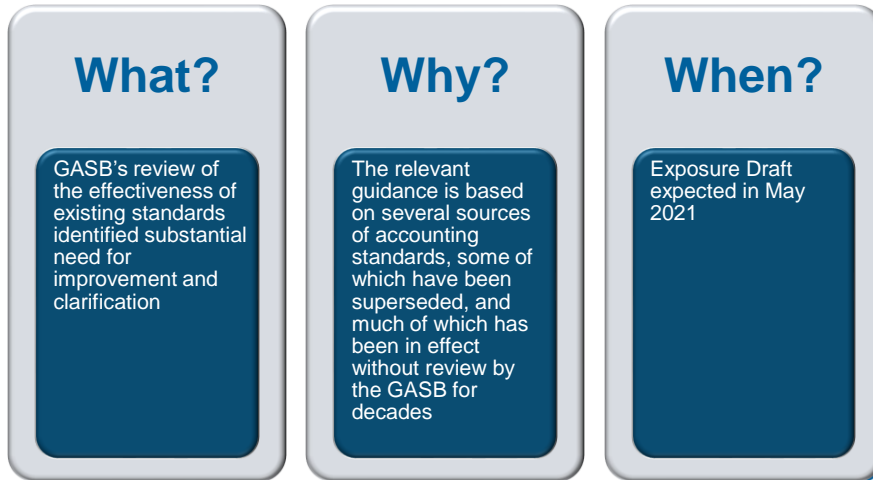 What?
GASB's review of
the effectiveness of
existing standards
identified substantial
need for
improvement and
clarification
Why?
The relevant
guidance is based
on several sources
of accounting
standards, some of
which have been
superseded, and
much of which has
been in effect
without review by
the GASB for
decades
When?
Exposure Draft
expected in May
2021